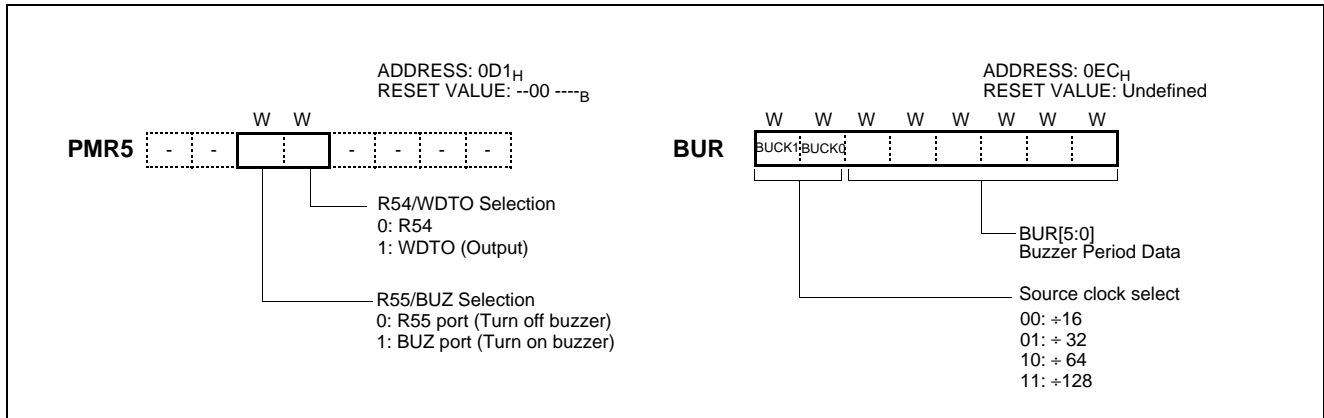 ADDRESS: 0D1H
RESET VALUE: --00 ----B
W W
PMR5 - - - - - -
R54/WDTO Selection
0: R54
1: WDTO (Output)
R55/BUZ Selection
0: R55 port (Turn off buzzer)
1: BUZ port (Turn on buzzer)
ADDRESS: 0ECH
RESET VALUE: Undefined
W W W W W W W W
BUR BUCK1 BUCK0
BUR[5:0]
Buzzer Period Data
Source clock select
00: ÷16
01: ÷ 32
10: ÷ 64
11: ÷128